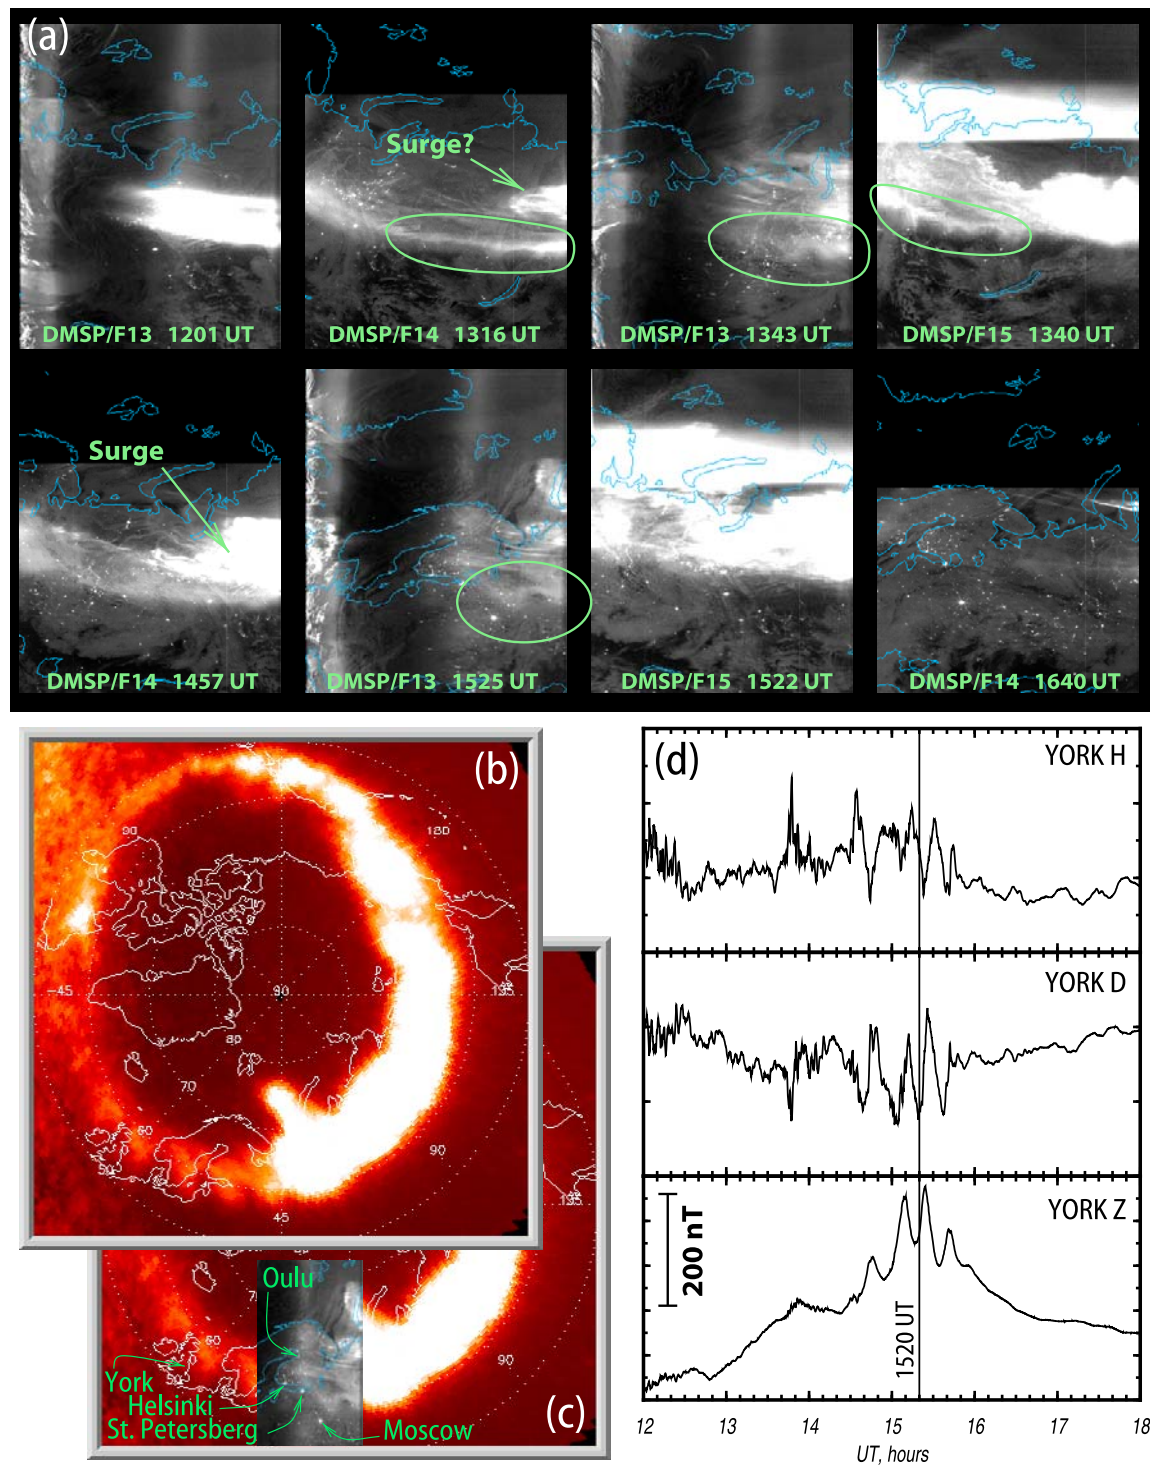 (a)
Surge?
DMSP/F13 1201 UT
DMSP/F14 1316 UT
DMSP/F13 1343 UT
DMSP/F15 1340 UT
Surge
DMSP/F14 1457 UT
DMSP/F13 1525 UT
DMSP/F15 1522 UT
DMSP/F14 1640 UT
(b)
90
180
-45
90
135
80
70
60
50
90
45
135
60
50
90
Oulu
York
Helsinki
St. Petersberg
Moscow
(c)
(d)
YORK H
YORK D
YORK Z
200 nT
1520 UT
12 13 14 15 16 17 18
UT, hours